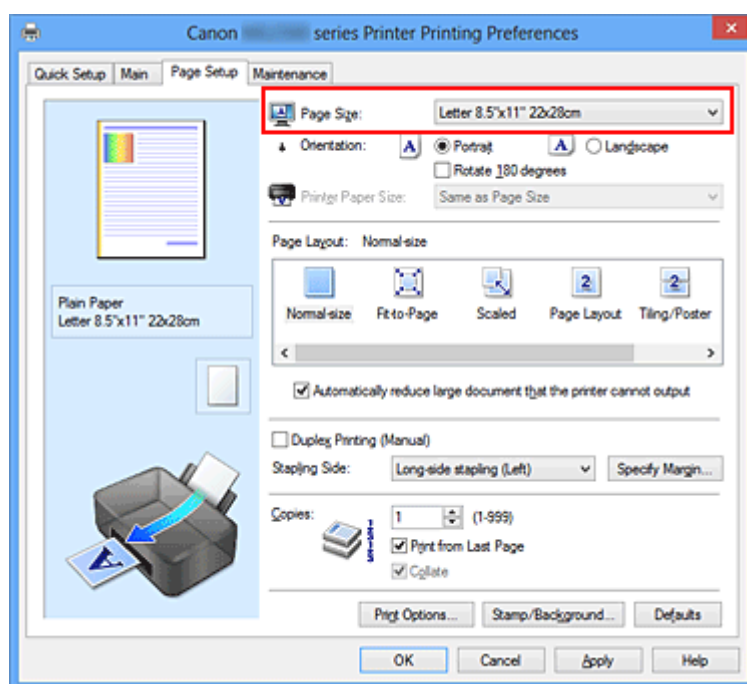 Canon series Printer Printing Preferences
Quick Setup Main Page Setup Maintenance
Page Size: Letter 8.5"x11" 22x28cm
Orientation: A Portrait A Landscape
Rotate 180 degrees
Printer Paper Size: Same as Page Size
Page Layout: Normal-size
2 2
Normal-size Fit-to-Page Scaled Page Layout Tiling/Poster
Automatically reduce large document that the printer cannot output
Plain Paper
Letter 8.5"x11" 22x28cm
Duplex Printing (Manual)
Stapling Side: Long-side stapling (Left) Specify Margin...
Copies: 1 (1-999)
Print from Last Page
Collate
A
Print Options... Stamp/Background... Defaults
OK Cancel Apply Help